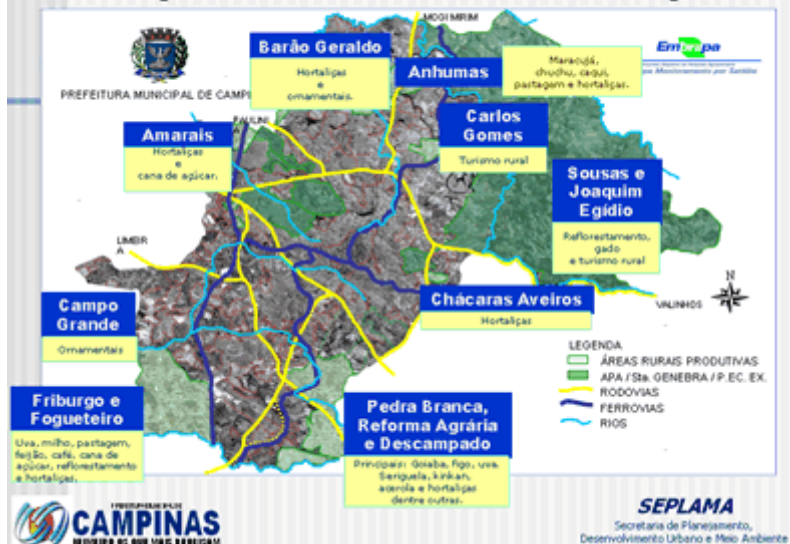 MOGI MIRIM
Embrapa
PREFEITURA MUNICIPAL DE CAMPI
Barão Geraldo
Hortaliças
e
ornamentais.
Anhumas
Maracujá,
chuchu, caqui,
pastagem e hortaliças.
PAULINI
A
Amarais
Hortaliças
e
cana de açúcar.
Carlos
Gomes
Turismo rural
Sousas e
Joaquim
Egídio
Reflorestamento,
gado
e turismo rural
LIMEIR
A
N
VALINHOS
Chácaras Aveiros
Hortaliças
Campo
Grande
Ornamentais
LEGENDA
ÁREAS RURAIS PRODUTIVAS
APA / Sta. GENEBRA / P.EC. EX.
RODOVIAS
FERROVIAS
RIOS
Friburgo e
Fogueteiro
Uva, milho, pastagem,
feijão, café, cana de
açúcar, reflorestamento
e hortaliças.
Pedra Branca,
Reforma Agrária
e Descampado
Principais: Goiaba, figo, uva.
Seriguela, kinkan,
acerola e hortaliças
dentre outras.
CAMPINAS
SEPLAMA
Secretaria de Planejamento,
Desenvolvimento Urbano e Meio Ambiente